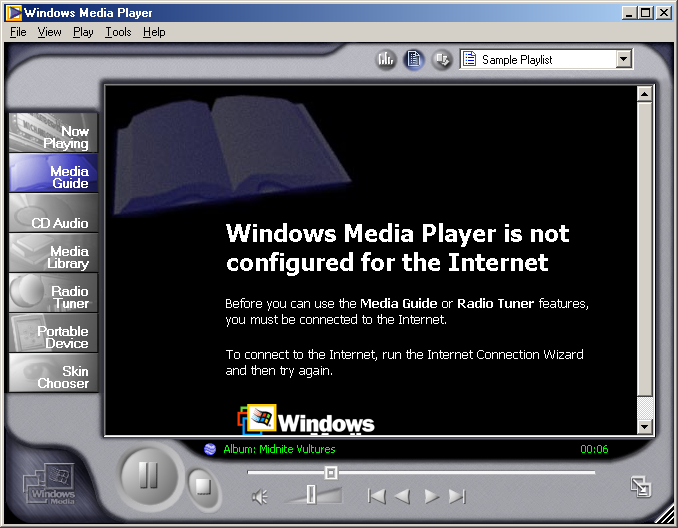 Windows Media Player
File View Play Tools Help
Sample Playlist
Now
Playing
Media
Guide
CD Audio
Media
Library
Radio
Tuner
Portable
Device
Skin
Chooser
Windows Media Player is not
configured for the Internet
Before you can use the Media Guide or Radio Tuner features,
you must be connected to the Internet.
To connect to the Internet, run the Internet Connection Wizard
and then try again.
Windows
Media
Album: Midnite Vultures 00:06
Windows
Media